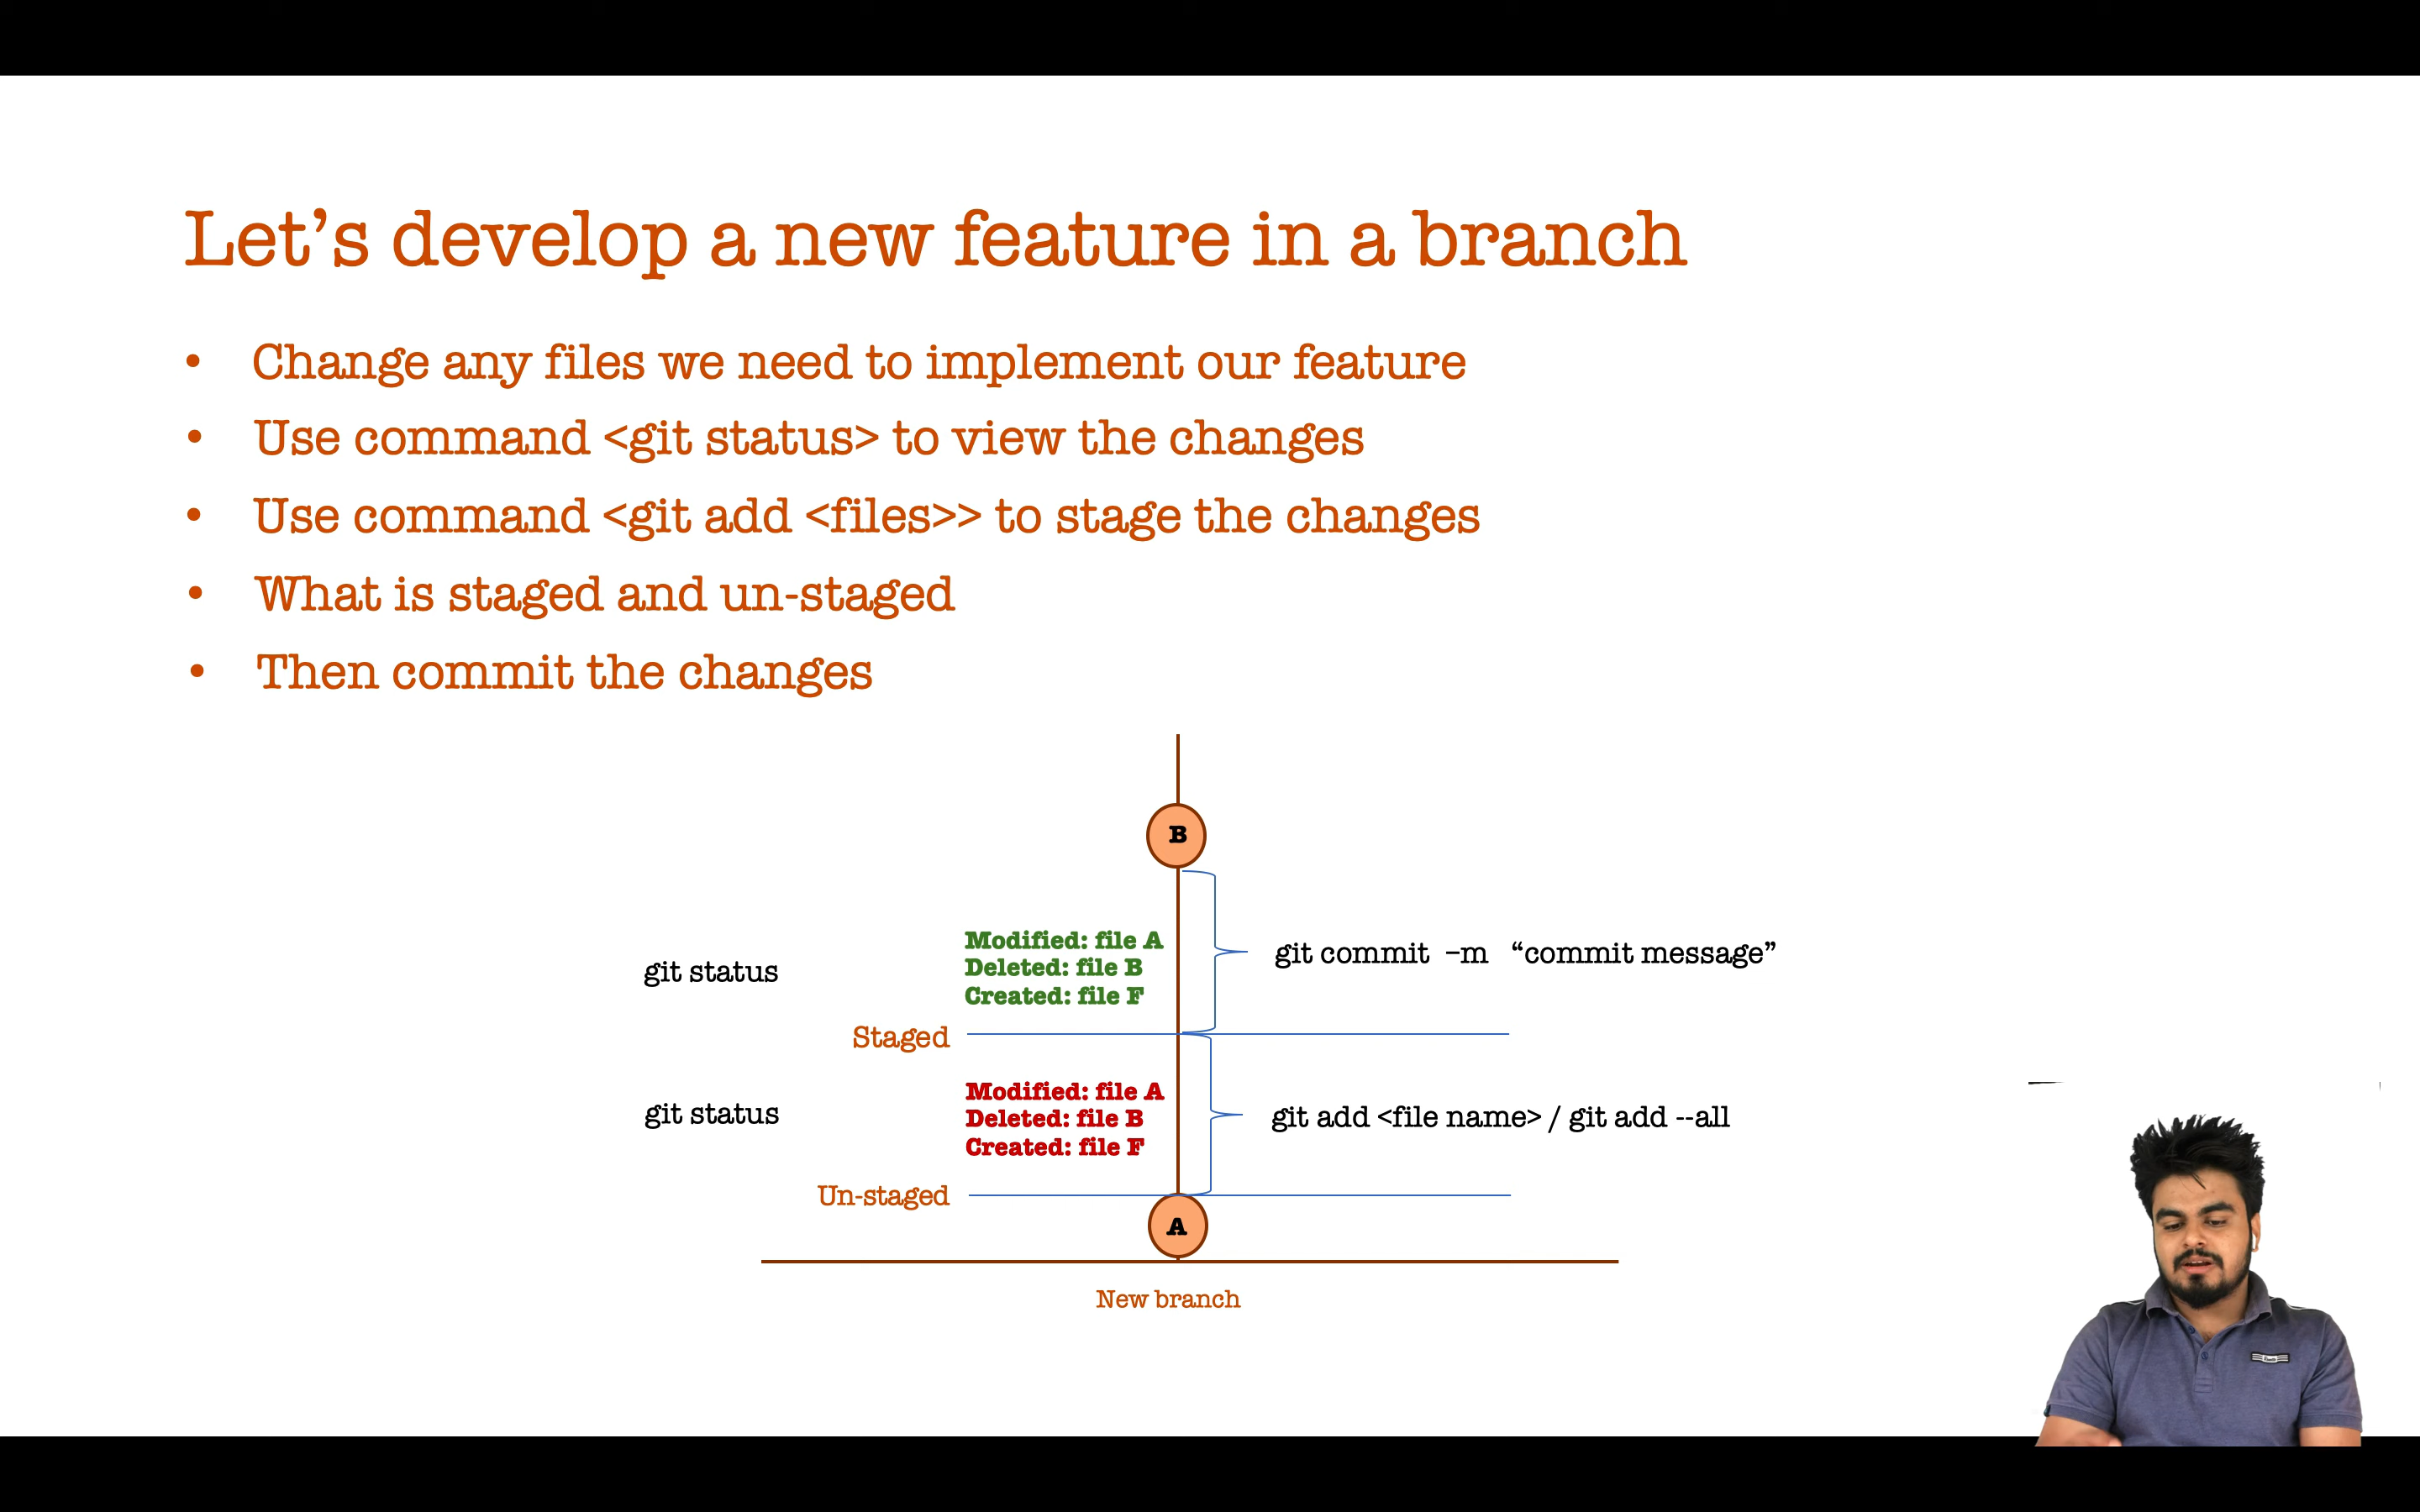 Let’s develop a new feature in a branch
• Change any files we need to implement our feature
• Use command <git status> to view the changes
• Use command <git add <files>> to stage the changes
• What is staged and un-staged
• Then commit the changes
B
git status
Modified: file A
Deleted: file B
Created: file F
git commit –m “commit message”
Staged
git status
Modified: file A
Deleted: file B
Created: file F
git add <file name> / git add --all
Un-staged
A
New branch